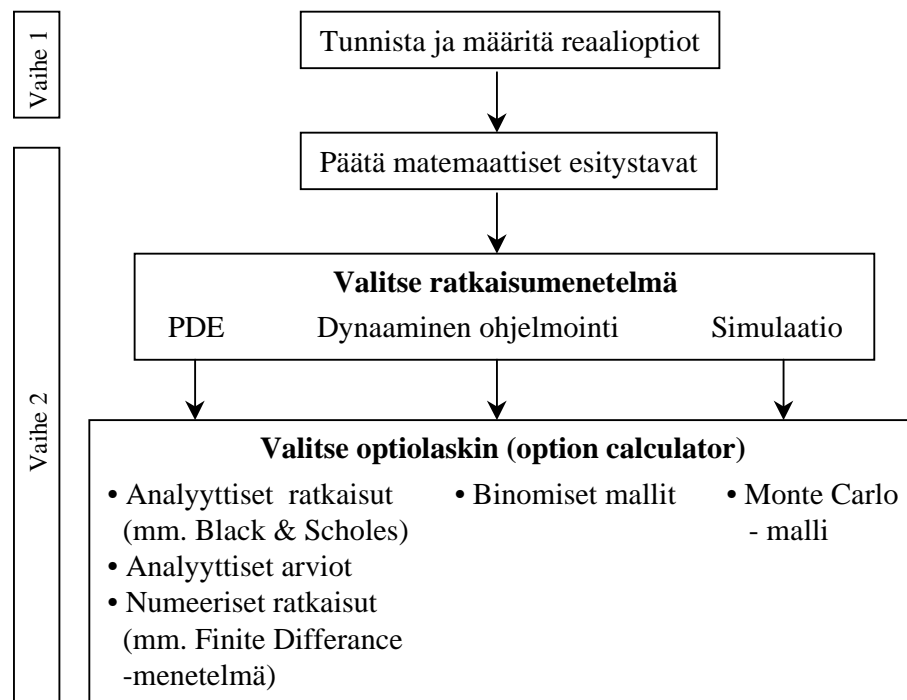 Vaihe 1
Tunnista ja määritä reaalioptiot
Päätä matemaattiset esitystavat
Vaihe 2
Valitse ratkaisumenetelmä
PDE Dynaaminen ohjelmointi Simulaatio
Valitse optiolaskin (option calculator)
• Analyyttiset ratkaisut
(mm. Black & Scholes)
• Analyyttiset arviot
• Numeeriset ratkaisut
(mm. Finite Differance
-menetelmä)
• Binomiset mallit
• Monte Carlo
- malli